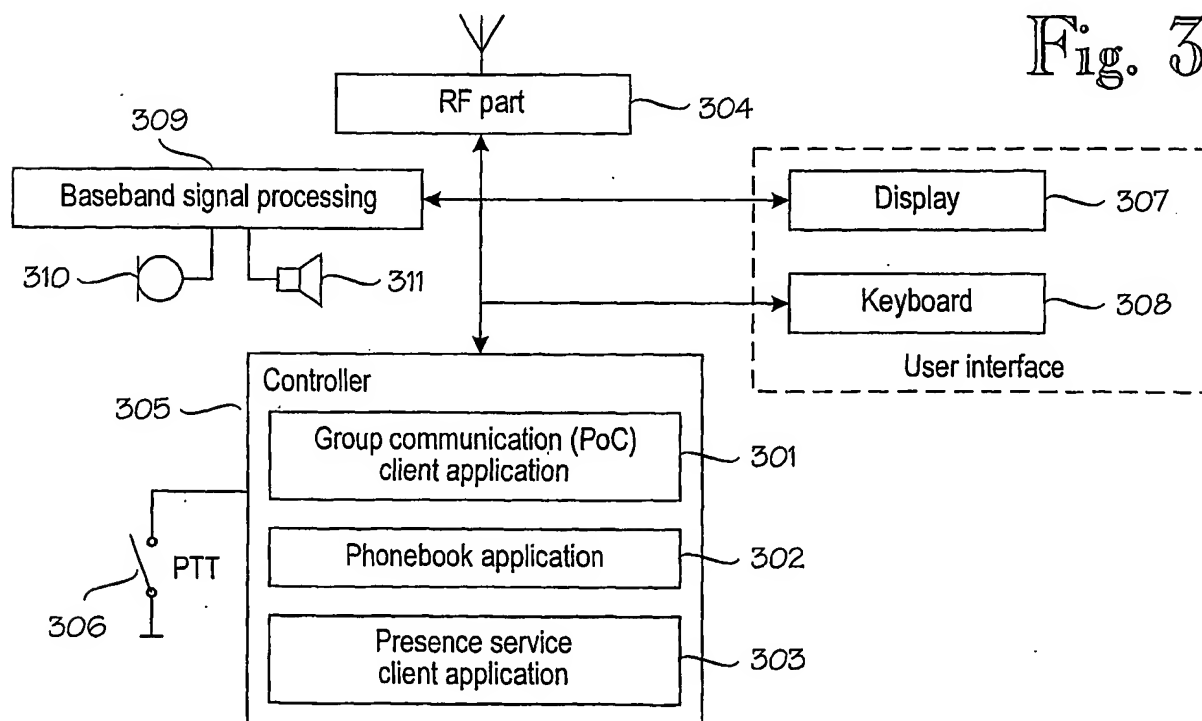 Fig. 3
RF part
304
309
Baseband signal processing
Display
307
310
311
Keyboard
308
User interface
Controller
305
Group communication (PoC)
client application
301
PTT
Phonebook application
302
306
Presence service
client application
303